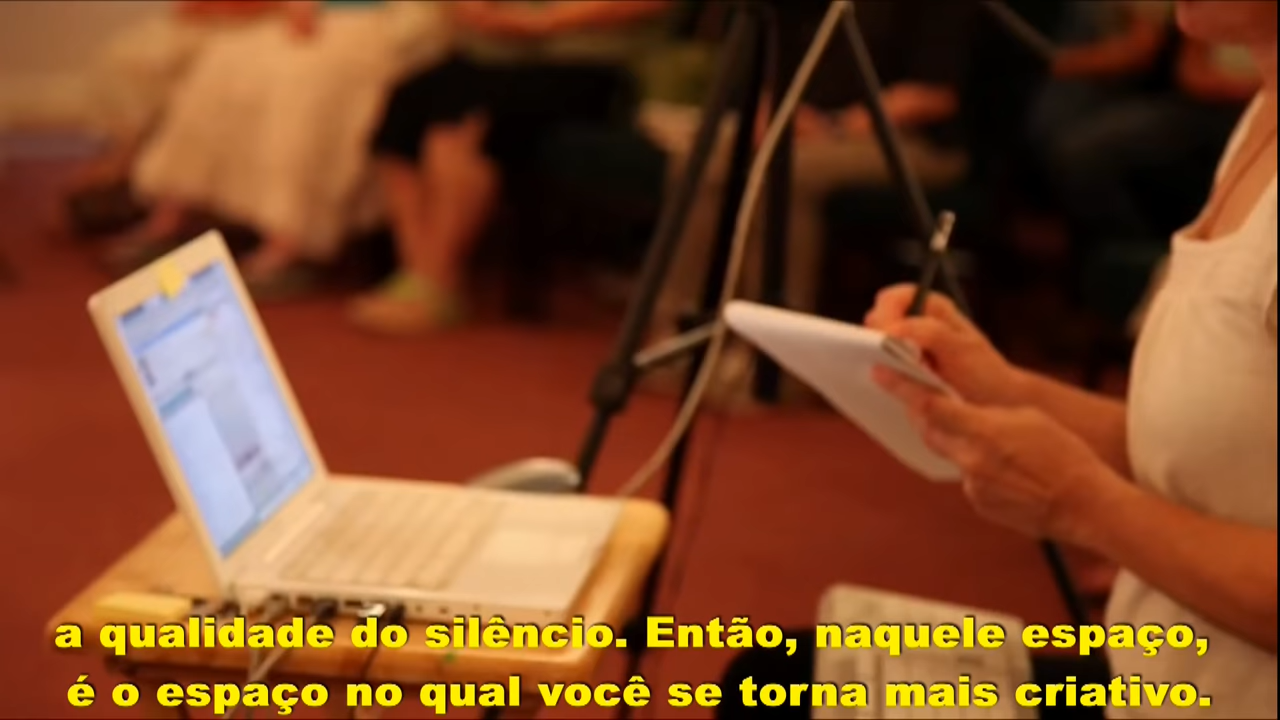 a qualidade do silêncio. Então, naquele espaço,
é o espaço no qual você se torna mais criativo.